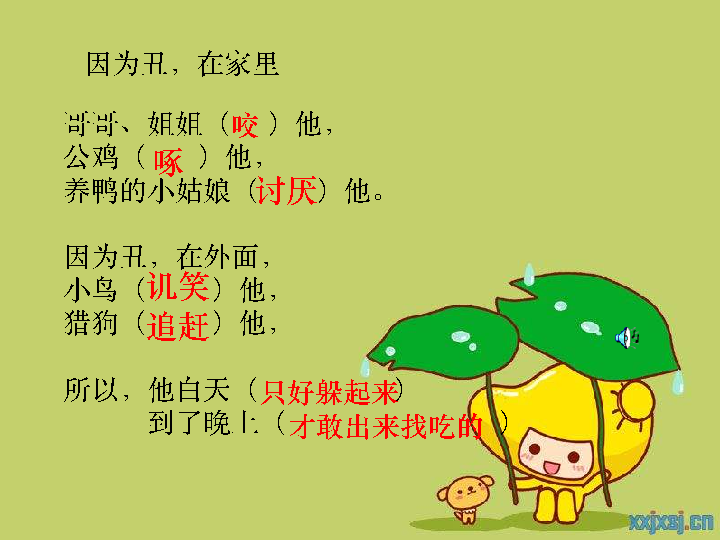 因为丑，在家里
哥哥、姐姐（咬）他，
公鸡（啄）他，
养鸭的小姑娘（讨厌）他。
因为丑，在外面，
小鸟（讥笑）他，
猎狗（追赶）他，
所以，他白天（只好躲起来）
到了晚上（才敢出来找吃的）
xxjxsj.cn